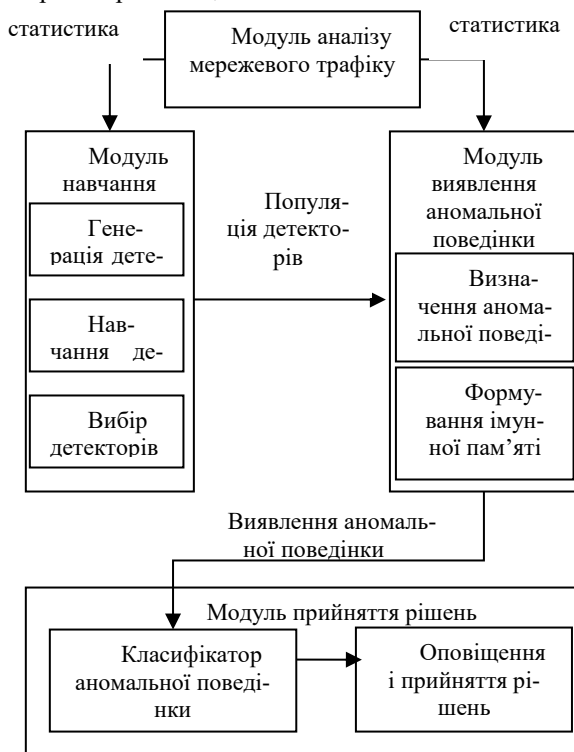 статистика
статистика
Модуль аналізу
мережевого трафіку
Модуль
навчання
Гене-
рація дете-
Нав-
чання де-
Вибір
детекторів
Популя-
ція детекто-
рів
Модуль
виявлення
аномальної
поведінки
Визна-
чення анома-
льної поведі-
Форму-
вання імун-
ної пам’яті
Виявлення аномаль-
ної поведінки
Модуль прийняття рішень
Класифікатор
аномальної поведі-
нки
Оповіщення
і прийняття рі-
шень